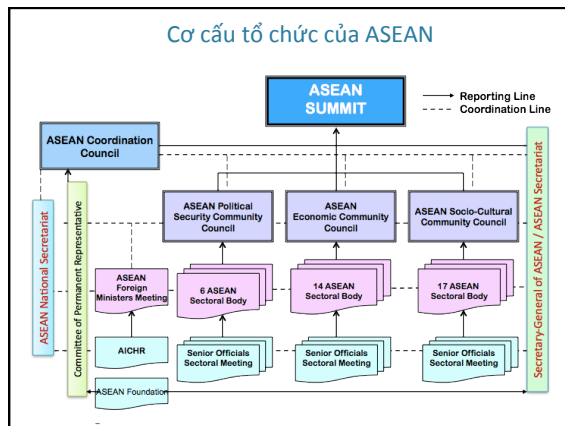 Cơ cấu tổ chức của ASEAN
ASEAN
SUMMIT
Reporting Line
Coordination Line
ASEAN Coordination
Council
ASEAN Political
Security Community
Council
ASEAN
Economic Community
Council
ASEAN Socio-Cultural
Community Council
ASEAN National Secretariat
Committee of Permanent Representative
Secretary-General of ASEAN / ASEAN Secretariat
ASEAN
Foreign
Ministers Meeting
6 ASEAN
Sectoral Body
14 ASEAN
Sectoral Body
17 ASEAN
Sectoral Body
AICHR
Senior Officials
Sectoral Meeting
Senior Officials
Sectoral Meeting
Senior Officials
Sectoral Meeting
ASEAN Foundation